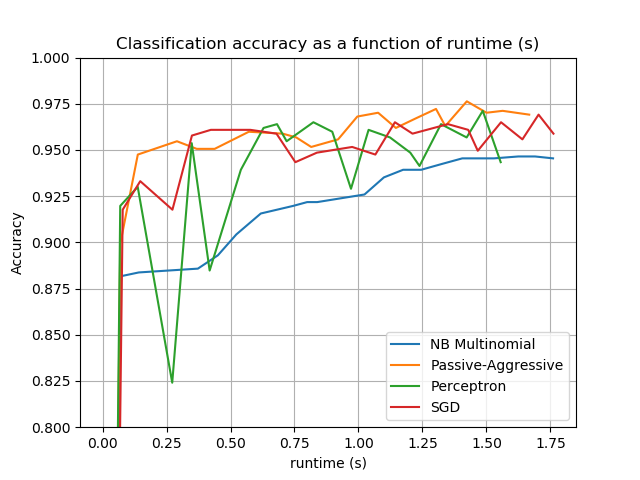 Classification accuracy as a function of runtime (s)
1.000
0.975
0.950
0.925
0.900
0.875
0.850
0.825
0.800
Accuracy
NB Multinomial
Passive-Aggressive
Perceptron
SGD
0.00 0.25 0.50 0.75 1.00 1.25 1.50 1.75
runtime (s)